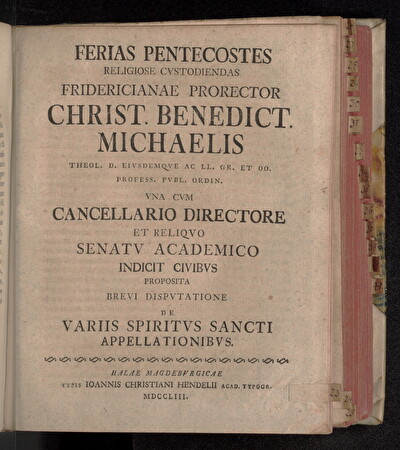 FERIAS PENTECOSTES
RELIGIOSE CVSTODIENDAS
FRIDERICIANAE PRORECTOR
CHRIST. BENEDICT.
MICHAELIS
THEOL. D. EIVSDEMQVE AC LL. GR. ET OO.
PROFESS. PVBL. ORDIN.
VNA CVM
CANCELLARIO DIRECTORE
ET RELIQVO
SENATV ACADEMICO
INDICIT CIVIBVS
PROPOSITA
BREVI DISPVTATIONE
DE
VARIIS SPIRITVS SANCTI
APPELLATIONIBVS.
HALAE MAGDEBVRGICAE
IOANNIS CHRISTIANI HENDELII ACAD. TYPOGR.
MDCCLIII.